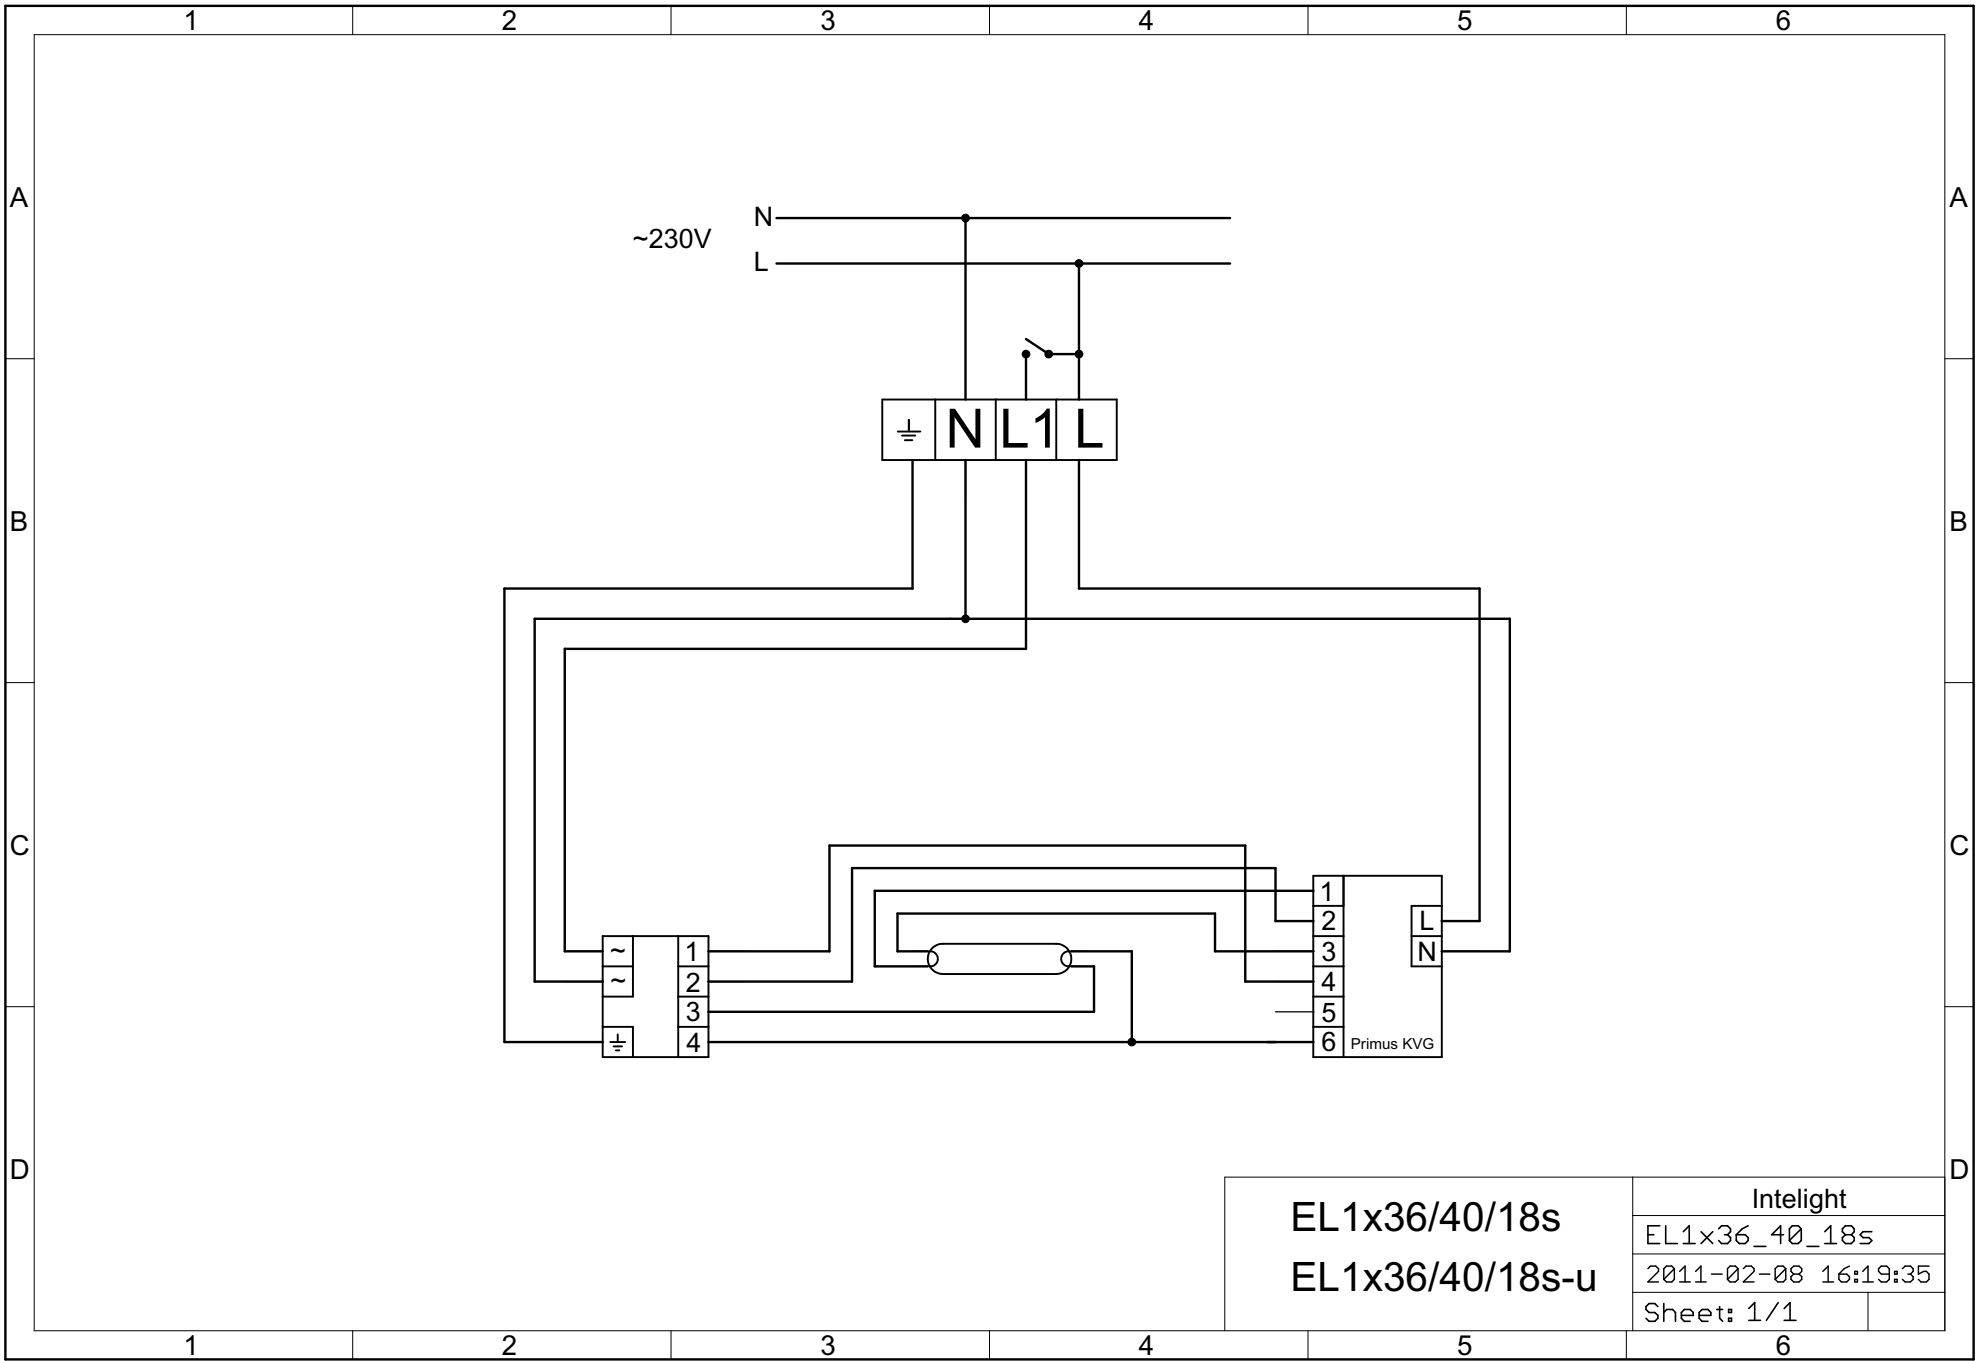 1 2 3 4 5 6
A A
N
~230V
L
N L1 L
B B
C C
1
2 L
~ 1 3 N
~ 2 4
3 5
4 6 Primus KVG
D D
EL1x36/40/18s
EL1x36/40/18s-u
Intelight
EL1x36_40_18s
2011-02-08 16:19:35
Sheet: 1/1
1 2 3 4 5 6